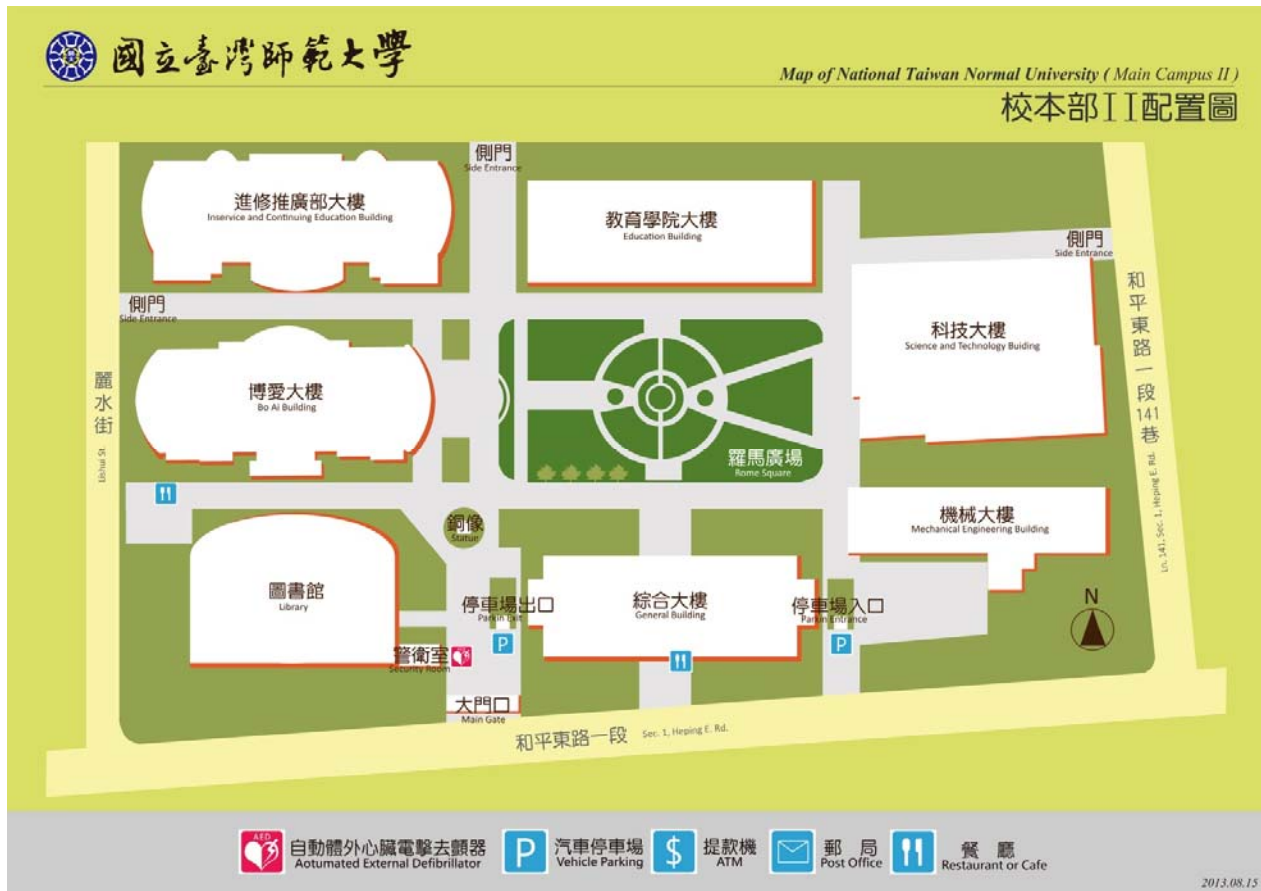 國立臺灣師範大學
Map of National Taiwan Normal University ( Main Campus II )
校本部II配置圖
側門
Side Entrance
進修推廣部大樓
Inservice and Continuing Education Building
教育學院大樓
Education Building
側門
Side Entrance
側門
Side Entrance
科技大樓
Science and Technology Buiding
和平東路一段141巷
Ln. 141, Sec. 1, Heping E. Rd.
麗水街
Lishui St.
博愛大樓
Bo Ai Building
羅馬廣場
Rome Square
銅像
Statue
機械大樓
Mechanical Engineering Building
圖書館
Library
停車場出口
Parkin Exit
P
綜合大樓
General Building
停車場入口
Parkin Entrance
P
N
警衛室
Security Room
大門口
Main Gate
和平東路一段 Sec. 1, Heping E. Rd.
AED
自動體外心臟電擊去顫器
Aotumated External Defibrillator
P
汽車停車場
Vehicle Parking
$
提款機
ATM
郵局
Post Office
餐廳
Restaurant or Cafe
2013.08.15